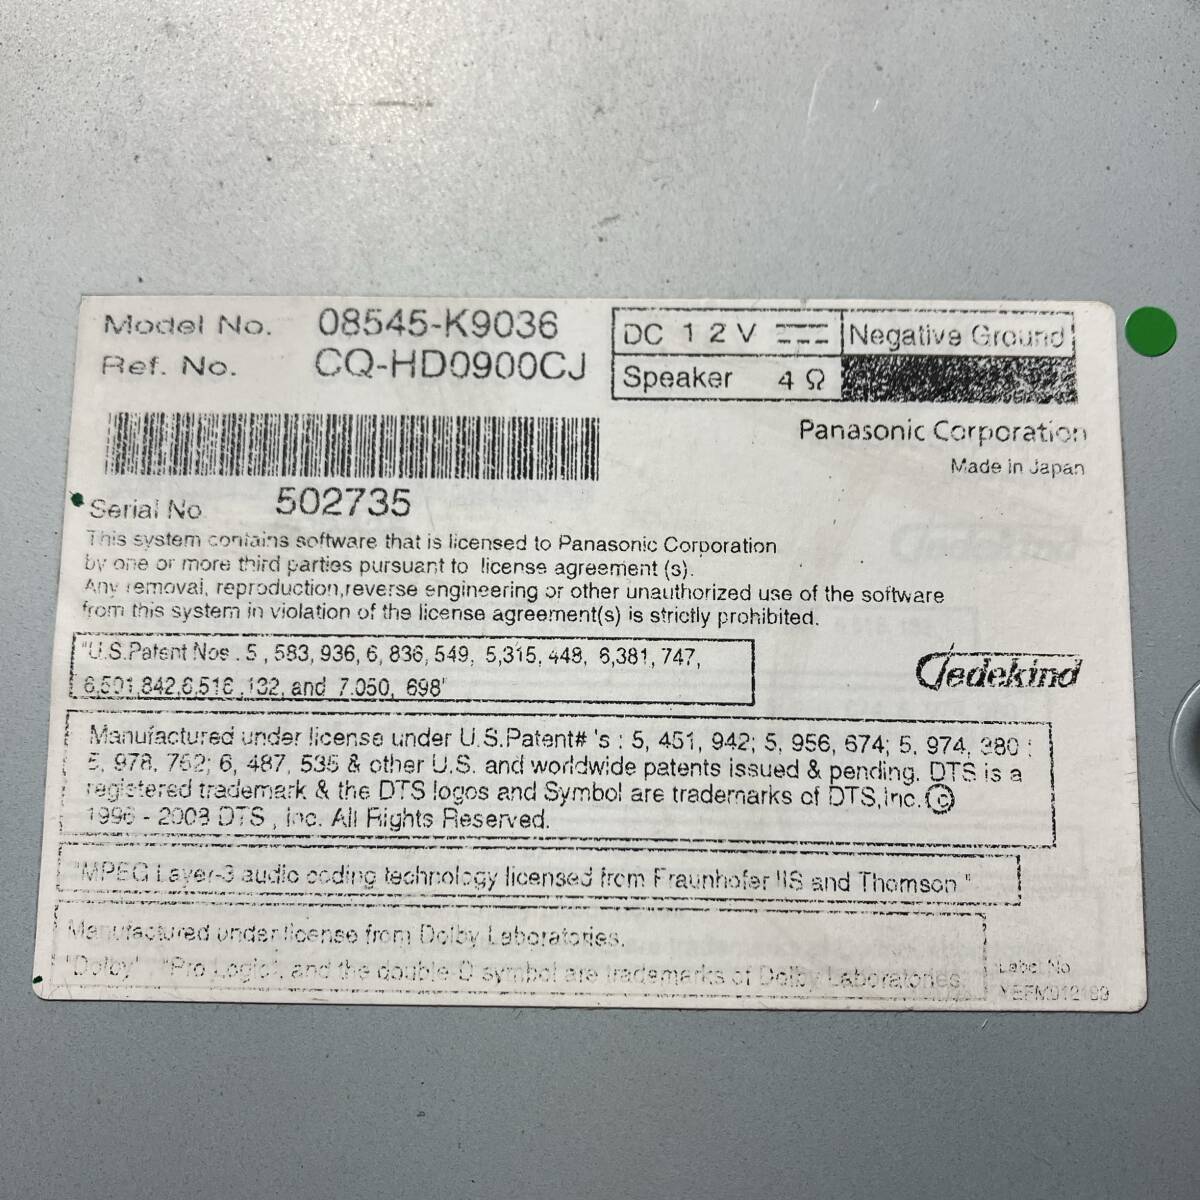 Model No. 08545-K9036
Ref. No. CQ-HD0900CJ
DC 12V Negative Ground
Speaker 4Ω
Panasonic Corporation
Made in Japan
Serial No 502735
This system contains software that is licensed to Panasonic Corporation
by one or more third parties pursuant to license agreement (s).
Any removal, reproduction,reverse engineering or other unauthorized use of the software
from this system in violation of the license agreement(s) is strictly prohibited.
"U.S.Patent Nos . 5 , 583, 936, 6, 836, 549, 5,315, 448, 6,381, 747,
6,501,842,6,516 ,132, and 7.050, 698"
Gedekind
Manufactured under license under U.S.Patent# 's : 5, 451, 942; 5, 956, 674; 5, 974, 380 ;
5, 978, 762; 6, 487, 535 & other U.S. and worldwide patents issued & pending. DTS is a
registered trademark & the DTS logos and Symbol are trademarks of DTS,Inc. ©
1996 - 2008 DTS , Inc. All Rights Reserved.
"MPEG Layer-3 audio coding technology licensed from Fraunhofer IIS and Thomson "
Manufactured under license from Dolby Laboratories.
"Dolby" , "Pro Logic", and the double-D symbol are trademarks of Dolby Laboratories.
Label No
YEFM012189